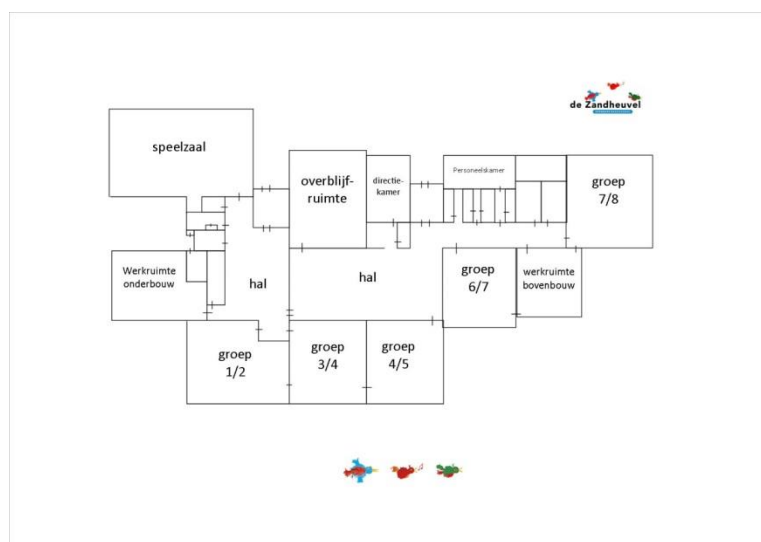 de Zandheuvel
speelzaal
overblijf-
ruimte
directie-
kamer
Personeelskamer
groep
7/8
Werkruimte
onderbouw
hal
hal
groep
6/7
werkruimte
bovenbouw
groep
1/2
groep
3/4
groep
4/5